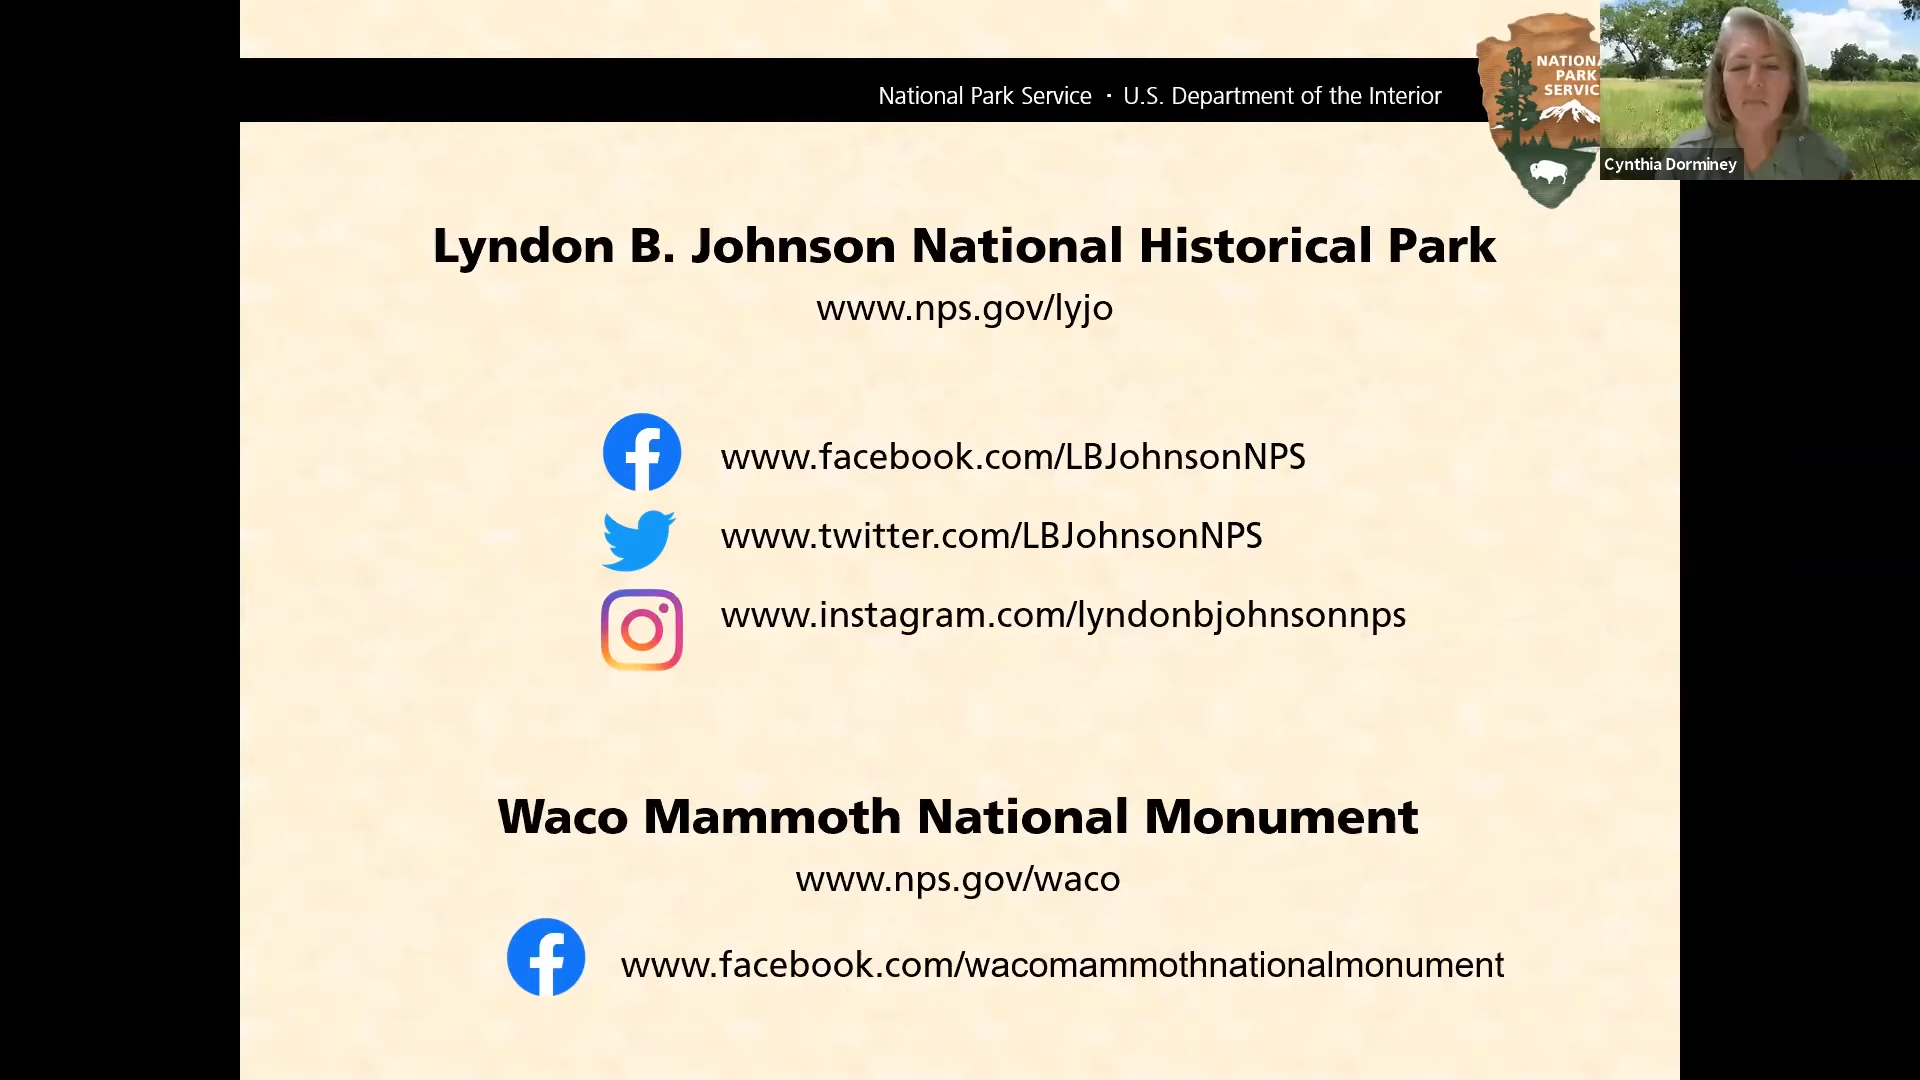 National Park Service · U.S. Department of the Interior
NATIONA
PARK
SERVIC
Cynthia Dorminey
Lyndon B. Johnson National Historical Park
www.nps.gov/lyjo
www.facebook.com/LBJohnsonNPS
www.twitter.com/LBJohnsonNPS
www.instagram.com/lyndonbjohnsonnps
Waco Mammoth National Monument
www.nps.gov/waco
www.facebook.com/wacomammothnationalmonument